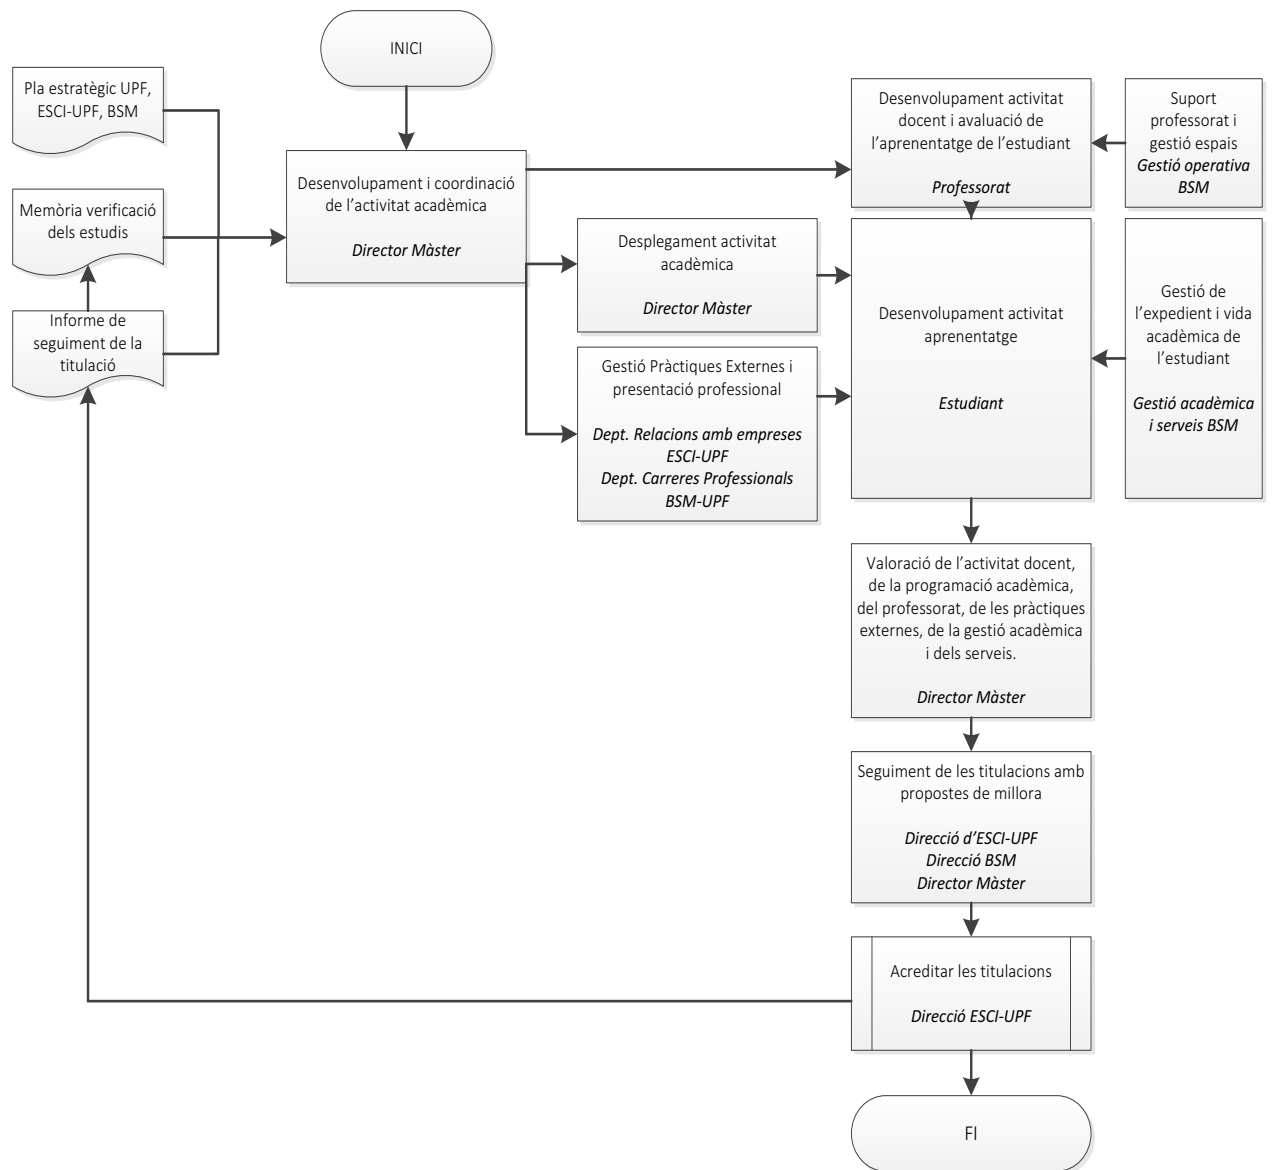 INICI
Pla estratègic UPF,
ESCI-UPF, BSM
Memòria verificació
dels estudis
Informe de
seguiment de la
titulació
Desenvolupament i coordinació
de l’activitat acadèmica
Director Màster
Desplegament activitat
acadèmica
Director Màster
Gestió Pràctiques Externes i
presentació professional
Dept. Relacions amb empreses
ESCI-UPF
Dept. Carreres Professionals
BSM-UPF
Desenvolupament activitat
docent i avaluació de
l’aprenentatge de l’estudiant
Professorat
Suport
professorat i
gestió espais
Gestió operativa
BSM
Desenvolupament activitat
aprenentatge
Estudiant
Gestió de
l’expedient i vida
acadèmica de
l’estudiant
Gestió acadèmica
i serveis BSM
Valoració de l’activitat docent,
de la programació acadèmica,
del professorat, de les pràctiques
externes, de la gestió acadèmica
i dels serveis.
Director Màster
Seguiment de les titulacions amb
propostes de millora
Direcció d’ESCI-UPF
Direcció BSM
Director Màster
Acreditar les titulacions
Direcció ESCI-UPF
FI